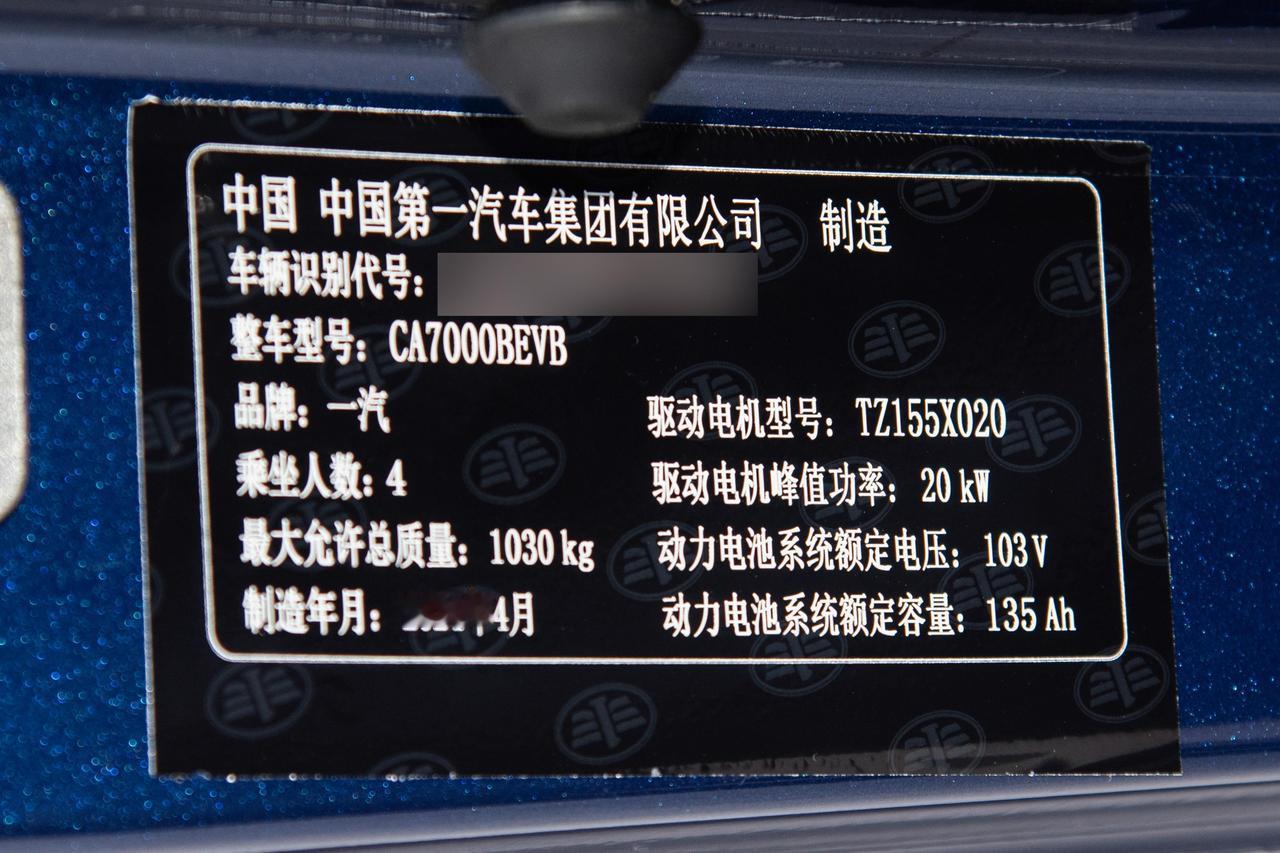 中国 中国第一汽车集团有限公司 制造
车辆识别代号：
整车型号：CA7000BEVB
品牌：一汽
驱动电机型号：TZ155X020
乘坐人数：4
驱动电机峰值功率：20 kW
最大允许总质量：1030 kg
动力电池系统额定电压：103 V
制造年月：4月
动力电池系统额定容量：135 Ah